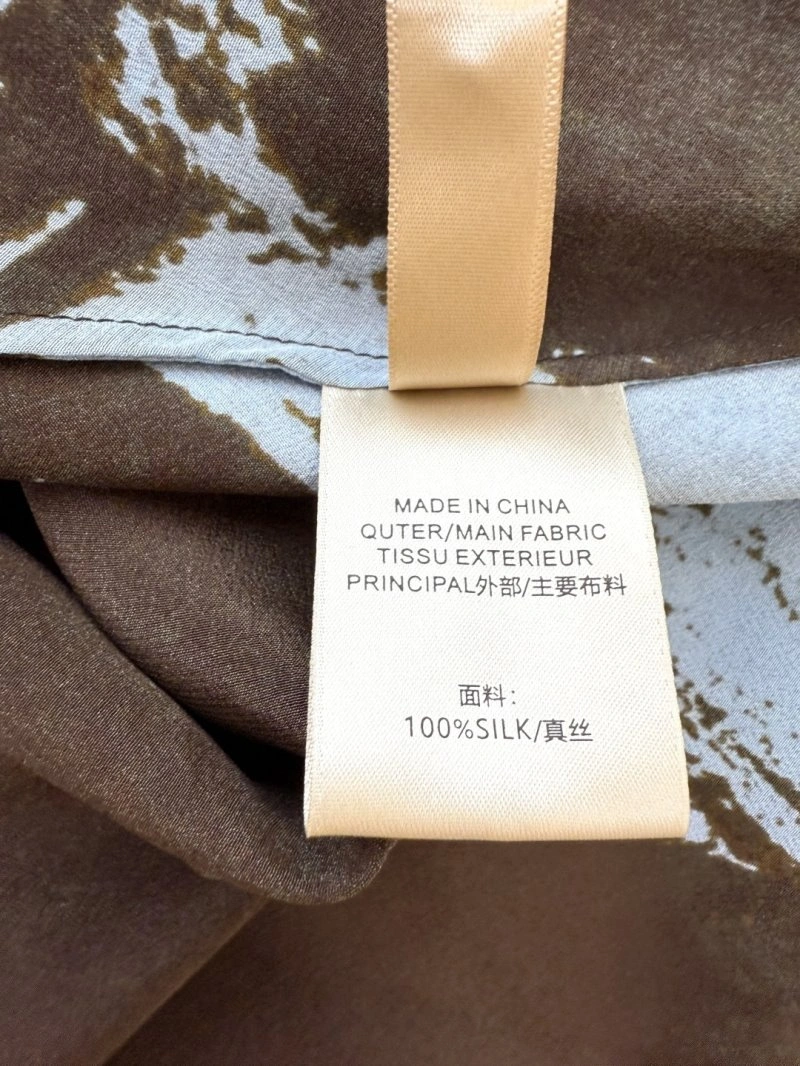 MADE IN CHINA
QUTER/MAIN FABRIC
TISSU EXTERIEUR
PRINCIPAL外部/主要布料
面料：
100%SILK/真丝